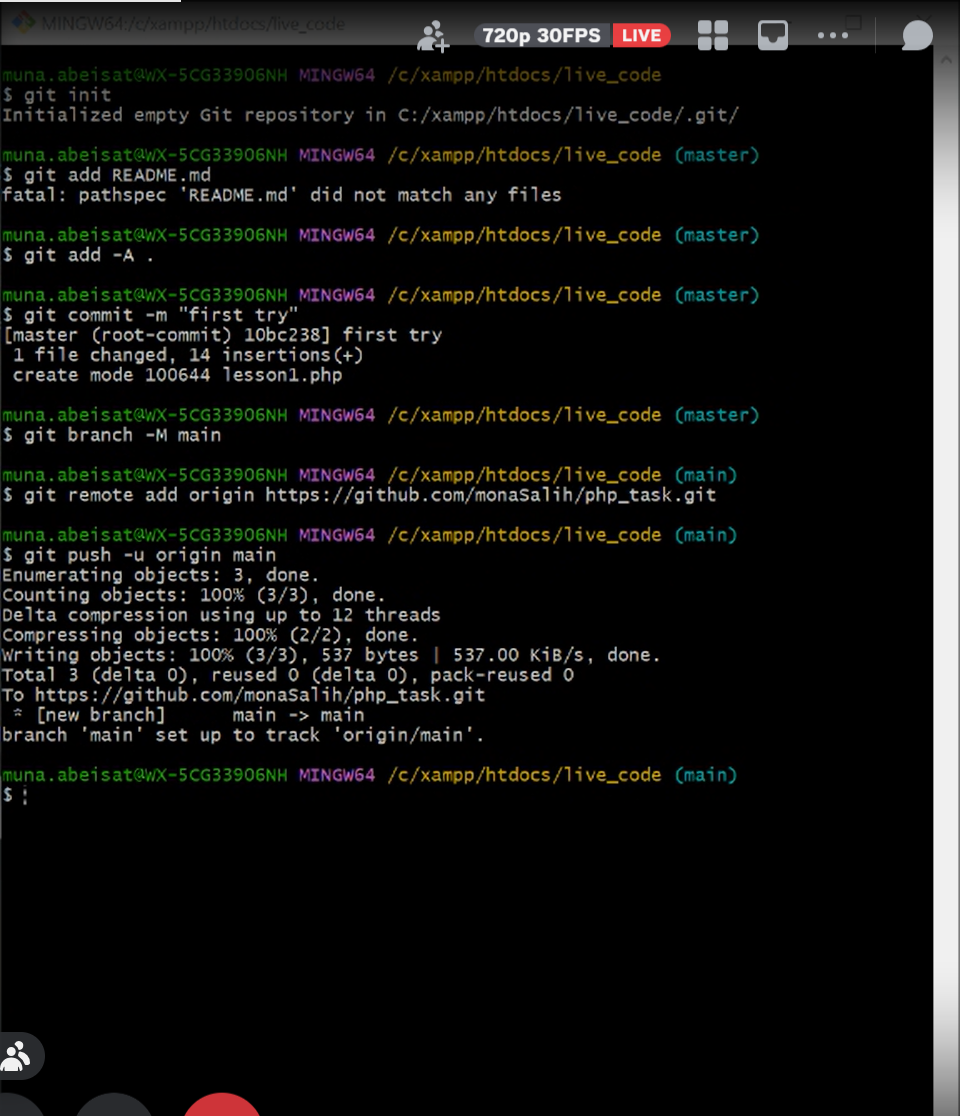 MINGW64:/c/xampp/htdocs/live_code
720p 30FPS LIVE
muna.abeisat@WX-5CG33906NH MINGW64 /c/xampp/htdocs/live_code
$ git init
Initialized empty Git repository in C:/xampp/htdocs/live_code/.git/
muna.abeisat@WX-5CG33906NH MINGW64 /c/xampp/htdocs/live_code (master)
$ git add README.md
fatal: pathspec 'README.md' did not match any files
muna.abeisat@WX-5CG33906NH MINGW64 /c/xampp/htdocs/live_code (master)
$ git add -A .
muna.abeisat@WX-5CG33906NH MINGW64 /c/xampp/htdocs/live_code (master)
$ git commit -m "first try"
[master (root-commit) 10bc238] first try
1 file changed, 14 insertions(+)
create mode 100644 lesson1.php
muna.abeisat@WX-5CG33906NH MINGW64 /c/xampp/htdocs/live_code (master)
$ git branch -M main
muna.abeisat@WX-5CG33906NH MINGW64 /c/xampp/htdocs/live_code (main)
$ git remote add origin https://github.com/monaSalih/php_task.git
muna.abeisat@WX-5CG33906NH MINGW64 /c/xampp/htdocs/live_code (main)
$ git push -u origin main
Enumerating objects: 3, done.
Counting objects: 100% (3/3), done.
Delta compression using up to 12 threads
Compressing objects: 100% (2/2), done.
Writing objects: 100% (3/3), 537 bytes | 537.00 KiB/s, done.
Total 3 (delta 0), reused 0 (delta 0), pack-reused 0
To https://github.com/monaSalih/php_task.git
* [new branch]      main -> main
branch 'main' set up to track 'origin/main'.
muna.abeisat@WX-5CG33906NH MINGW64 /c/xampp/htdocs/live_code (main)
$